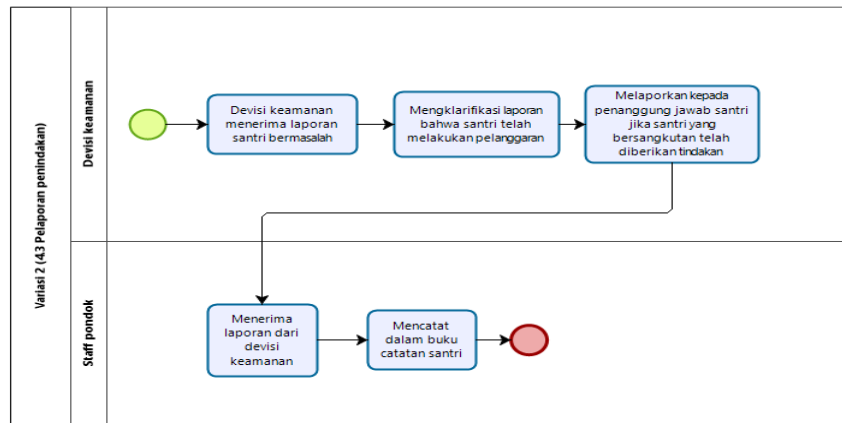 Variasi 2 (4.3 Pelaporan penindakan)
Devisi keamanan
Devisi keamanan
menerima laporan
santri bermasalah
Mengklarifikasi laporan
bahwa santri telah
melakukan pelanggaran
Melaporkan kepada
penanggung jawab santri
jika santri yang
bersangkutan telah
diberikan tindakan
Staff pondok
Menerima
laporan dari
devisi
keamanan
Mencatat
dalam buku
catatan santri